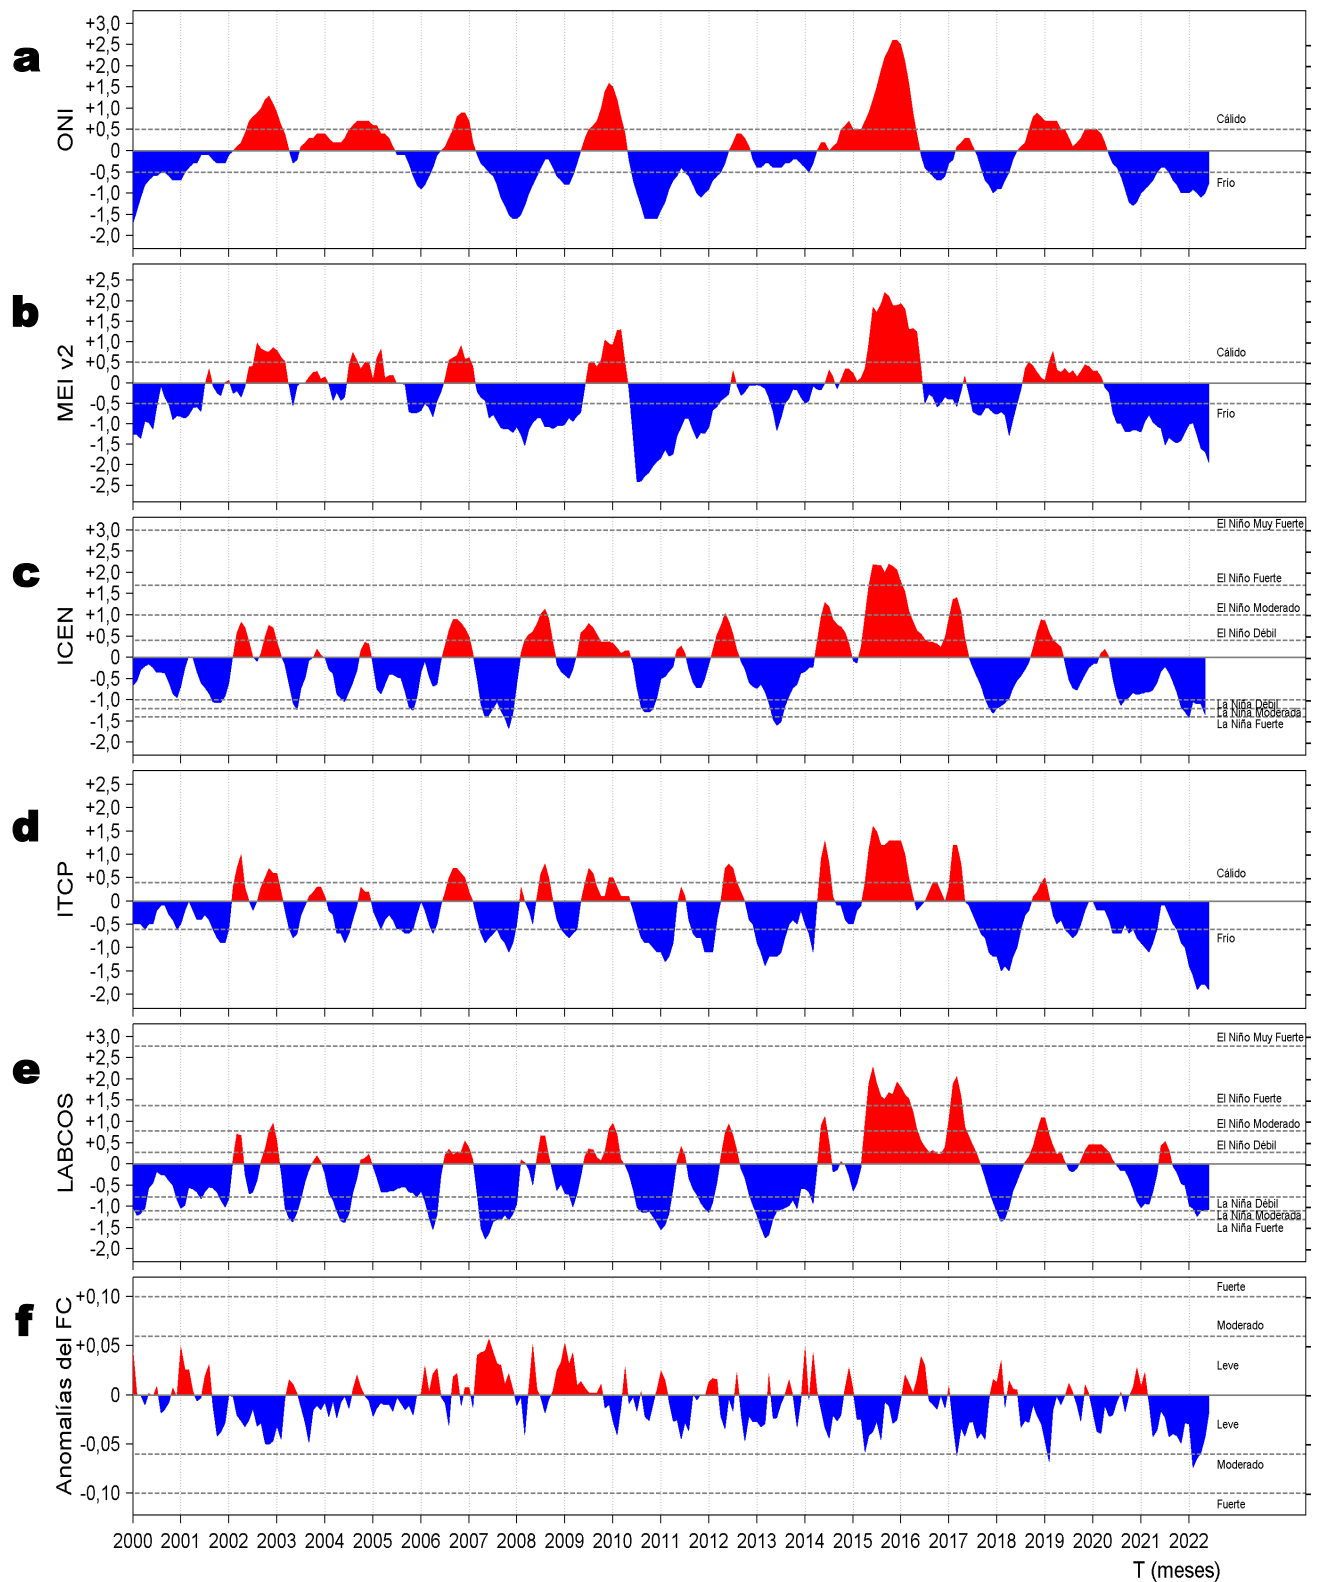 a
ONI
+3,0
+2,5
+2,0
+1,5
+1,0
+0,5
0
-0,5
-1,0
-1,5
-2,0
Cálido
Frío
b
MEI v2
+2,5
+2,0
+1,5
+1,0
+0,5
0
-0,5
-1,0
-1,5
-2,0
-2,5
Cálido
Frío
c
ICEN
+3,0
+2,5
+2,0
+1,5
+1,0
+0,5
0
-0,5
-1,0
-1,5
-2,0
El Niño Muy Fuerte
El Niño Fuerte
El Niño Moderado
El Niño Débil
La Niña Débil
La Niña Moderada
La Niña Fuerte
d
ITCP
+2,5
+2,0
+1,5
+1,0
+0,5
0
-0,5
-1,0
-1,5
-2,0
Cálido
Frío
e
LABCOS
+3,0
+2,5
+2,0
+1,5
+1,0
+0,5
0
-0,5
-1,0
-1,5
-2,0
El Niño Muy Fuerte
El Niño Fuerte
El Niño Moderado
El Niño Débil
La Niña Débil
La Niña Moderada
La Niña Fuerte
f
Anomalías del FC
+0,10
+0,05
0
-0,05
-0,10
Fuerte
Moderado
Leve
Leve
Moderado
Fuerte
2000 2001 2002 2003 2004 2005 2006 2007 2008 2009 2010 2011 2012 2013 2014 2015 2016 2017 2018 2019 2020 2021 2022
T (meses)